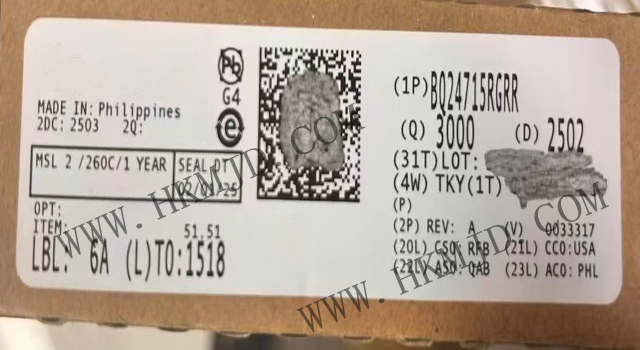 Pb
G4
e
MADE IN: Philippines
2DC: 2503 2Q:
MSL 2 /260C/1 YEAR
SEAL DT
OPT:
ITEM:
51.51
LBL: 6A (L)TO:1518
(1P) BQ24715RGRR
(Q) 3000 (D) 2502
(31T)LOT:
(4W) TKY(1T)
(P)
(2P) REV: A (V) 0033317
(20L) CSO: RFB (21L) CCO:USA
(22L) ASO: QAB (23L) ACO: PHL
WWW.HKMJD.COM
WWW.HKMJD.COM